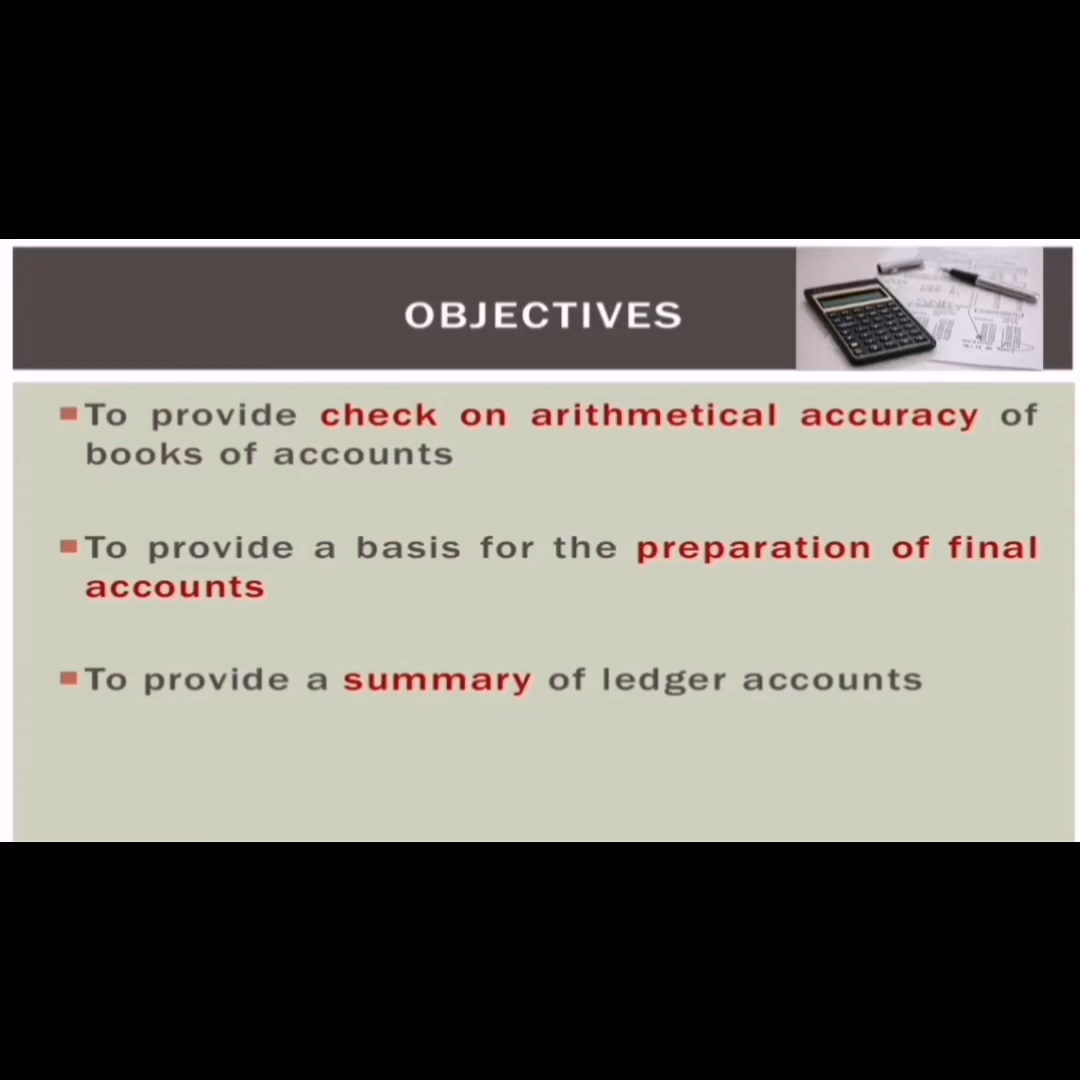 OBJECTIVES
To provide check on arithmetical accuracy of
books of accounts
To provide a basis for the preparation of final
accounts
To provide a summary of ledger accounts